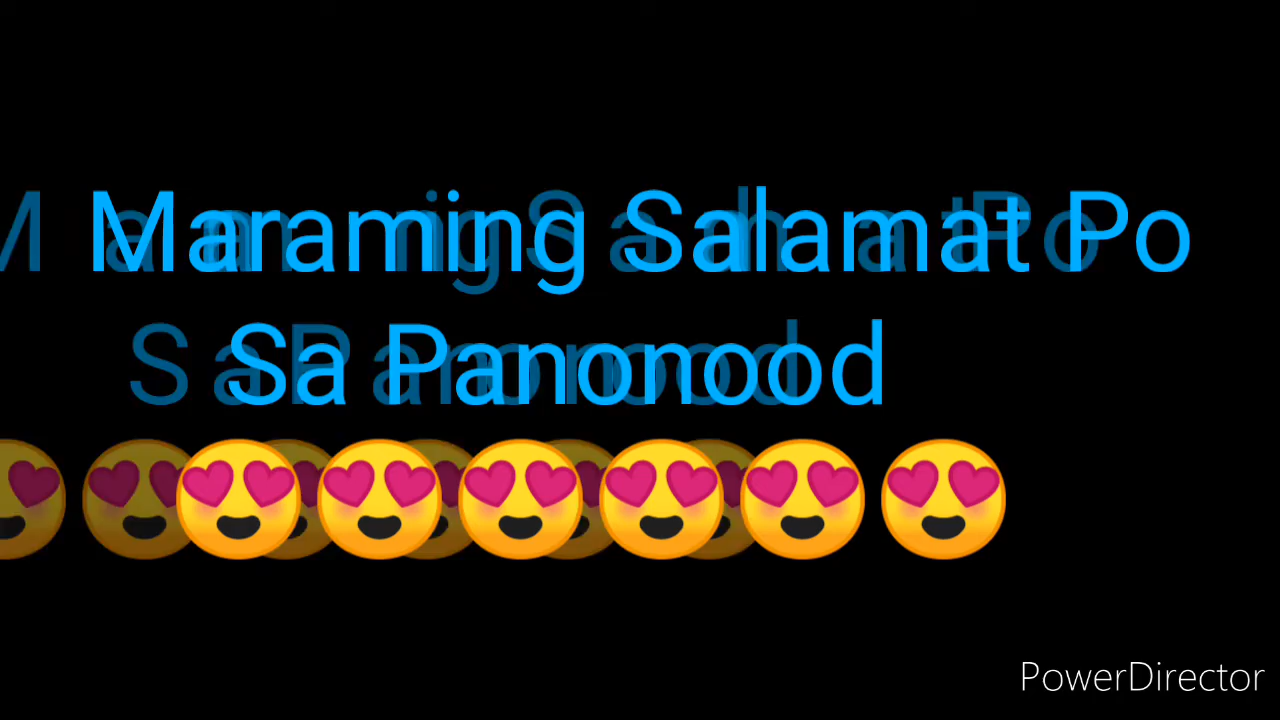 Maraming Salamat Po
Sa Panonood
😍😍😍😍😍😍
PowerDirector